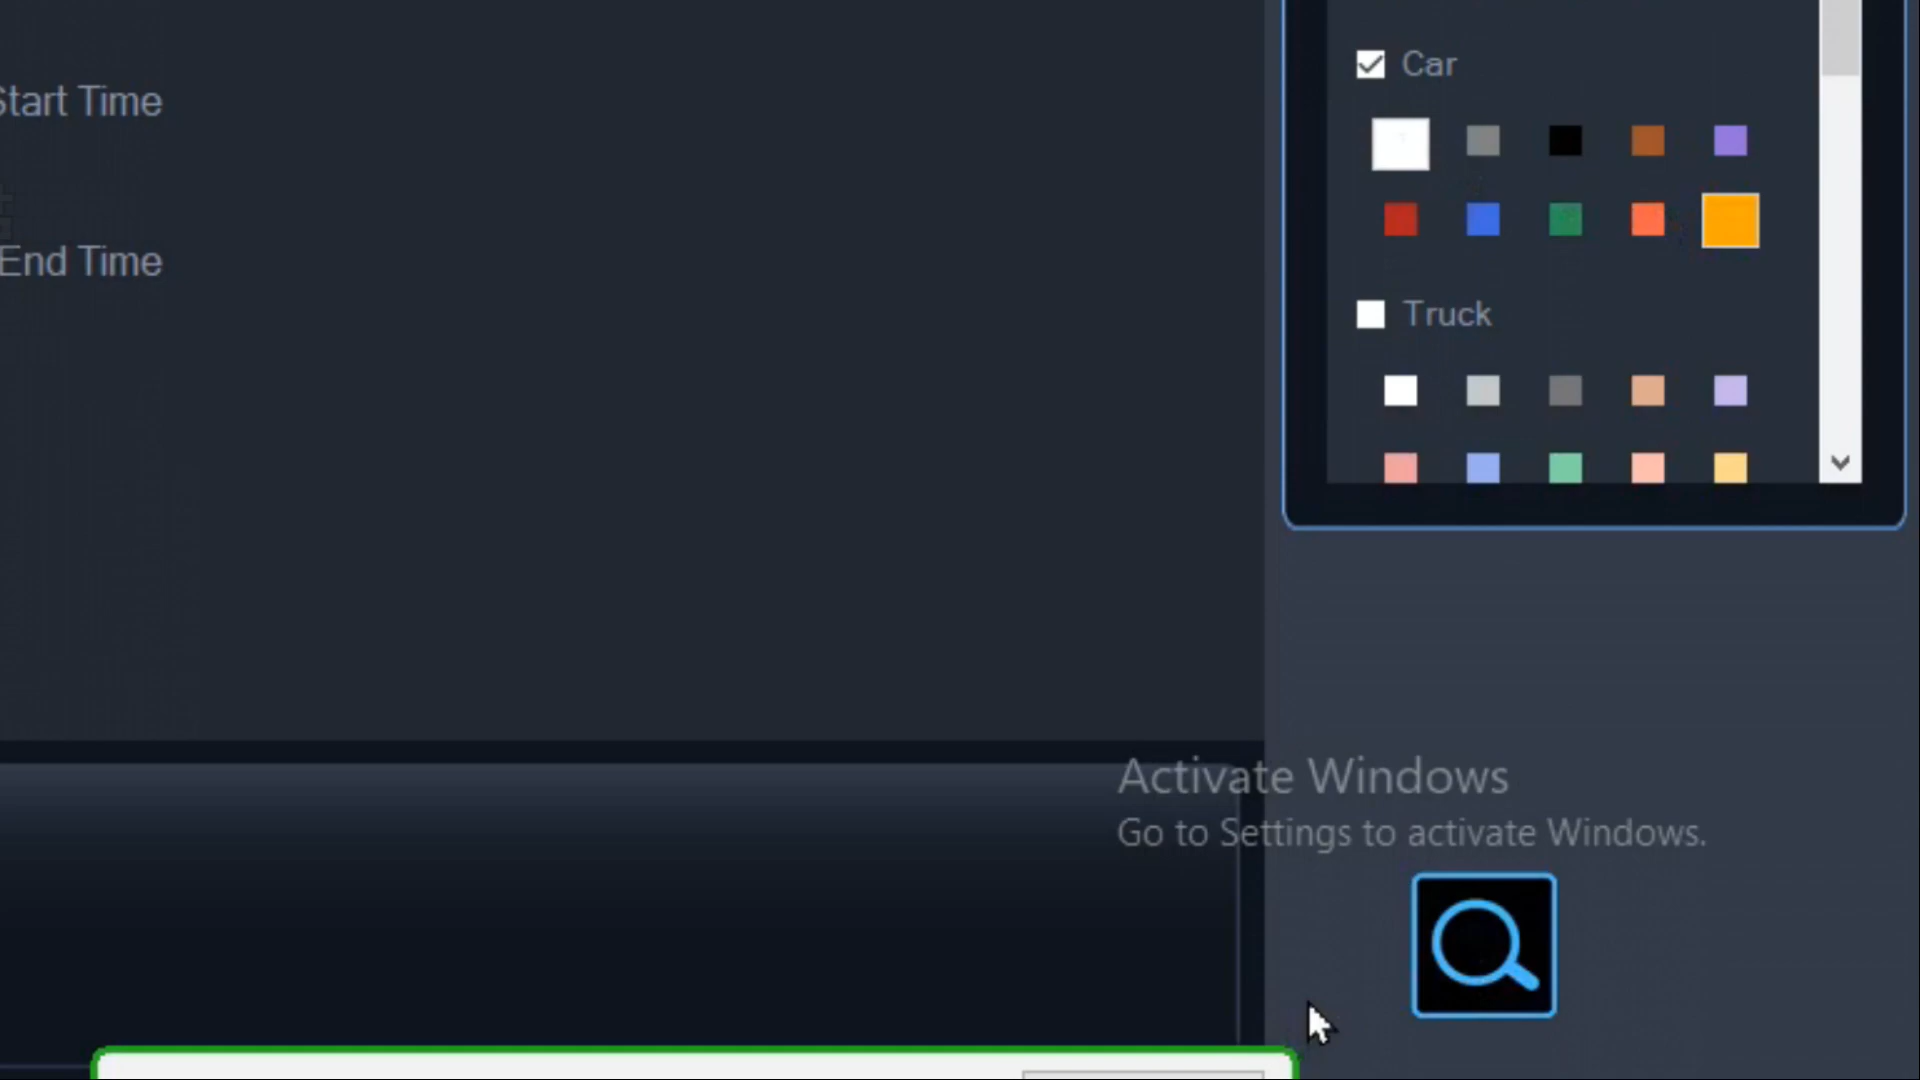 Start Time
End Time
Car
Truck
Activate Windows
Go to Settings to activate Windows.